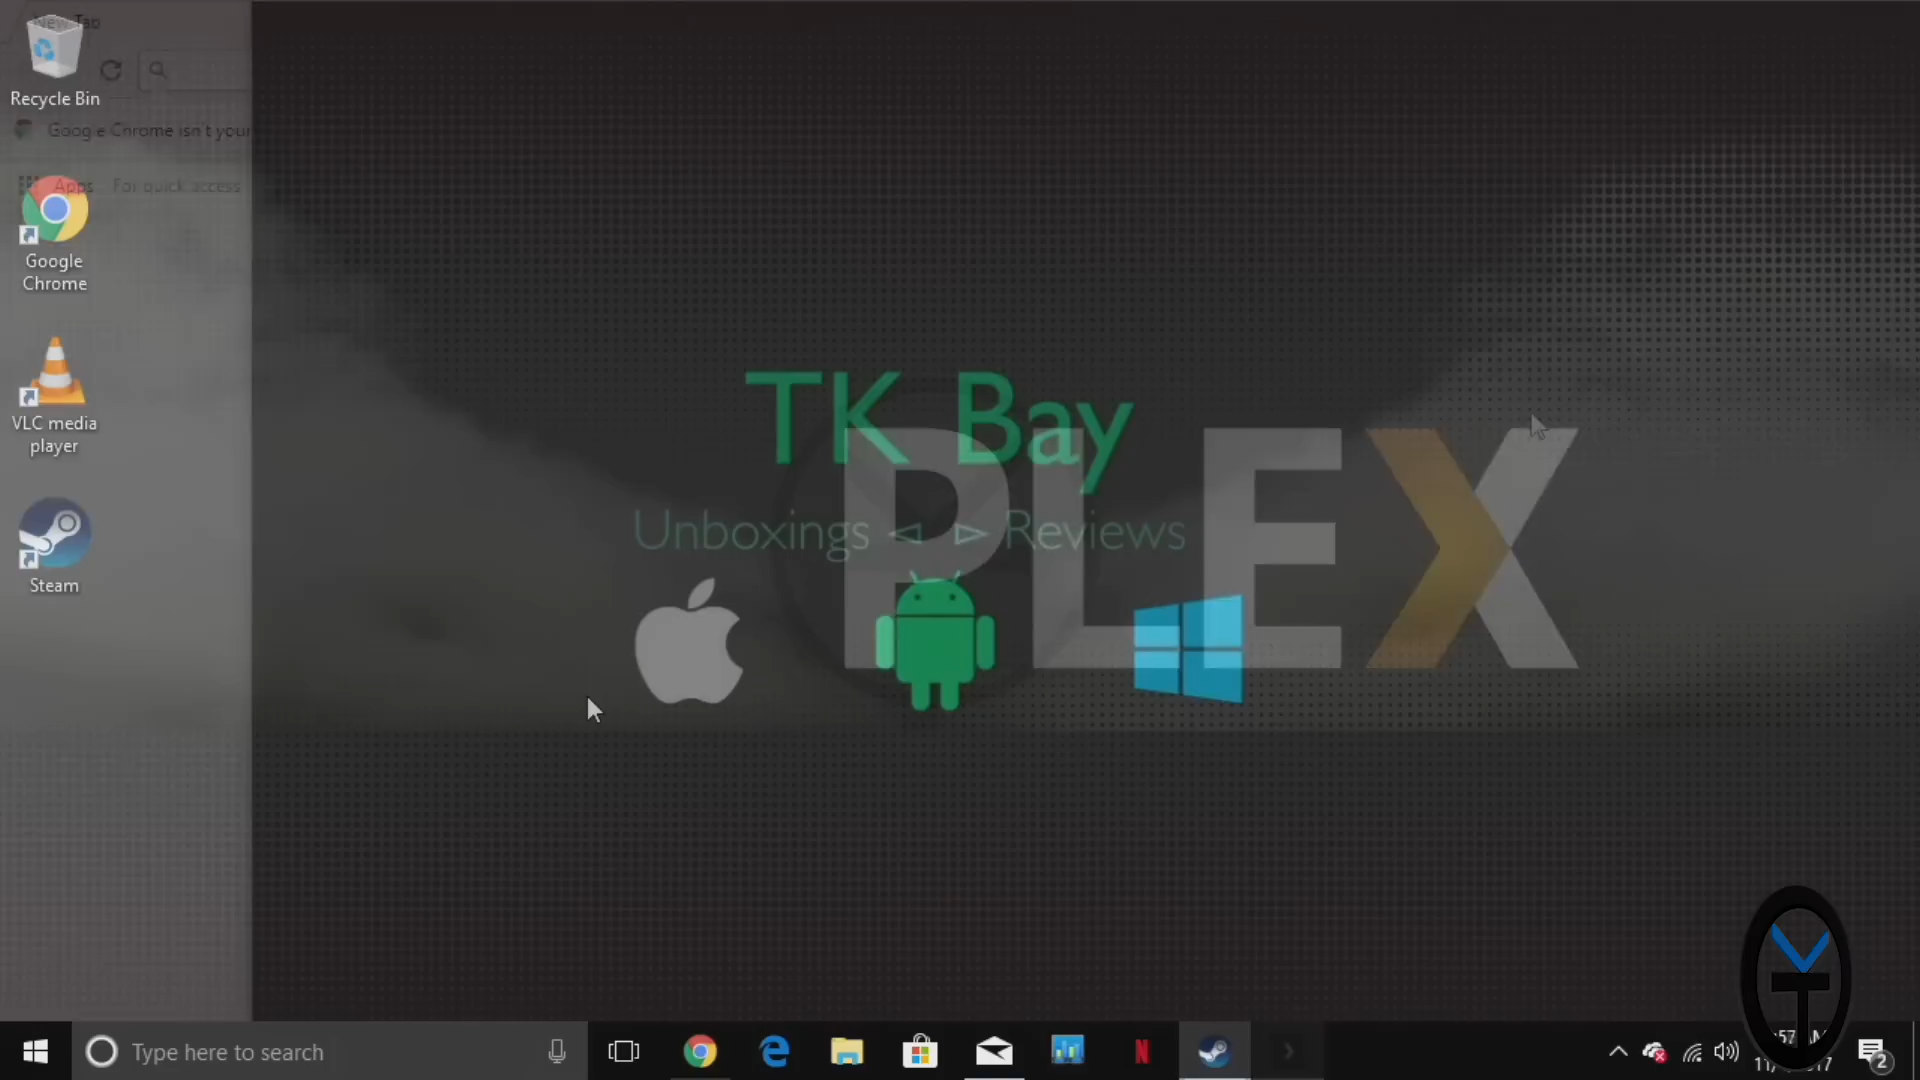 New Tab
Recycle Bin
Google Chrome isn't your
Apps For quick access
Google
Chrome
VLC media
player
Steam
TK Bay
PLEX
Unboxings Reviews
Type here to search
2